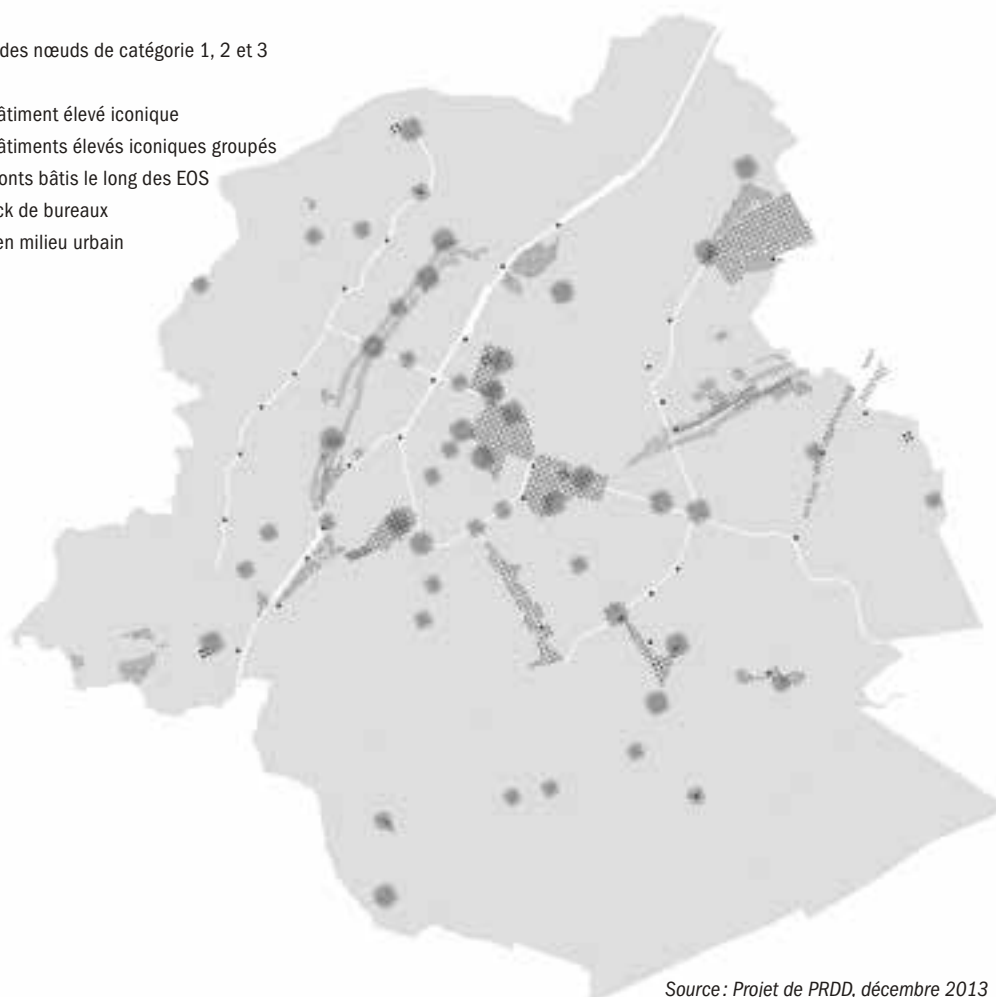 des nœuds de catégorie 1, 2 et 3
âtiment élevé iconique
âtiments élevés iconiques groupés
onts bâtis le long des EOS
ck de bureaux
en milieu urbain
Source : Projet de PRDD, décembre 2013